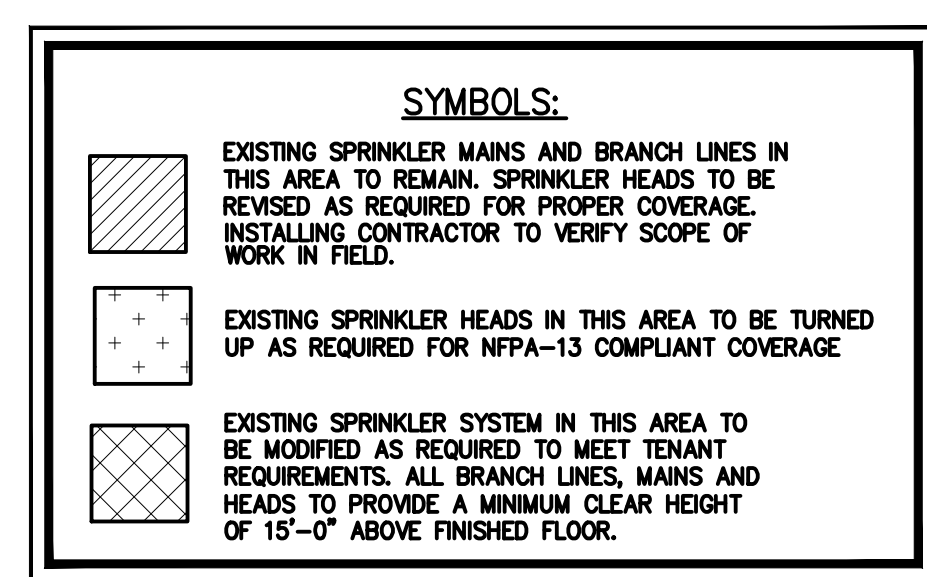 SYMBOLS:
EXISTING SPRINKLER MAINS AND BRANCH LINES IN
THIS AREA TO REMAIN. SPRINKLER HEADS TO BE
REVISED AS REQUIRED FOR PROPER COVERAGE.
INSTALLING CONTRACTOR TO VERIFY SCOPE OF
WORK IN FIELD.
EXISTING SPRINKLER HEADS IN THIS AREA TO BE TURNED
UP AS REQUIRED FOR NFPA-13 COMPLIANT COVERAGE
EXISTING SPRINKLER SYSTEM IN THIS AREA TO
BE MODIFIED AS REQUIRED TO MEET TENANT
REQUIREMENTS. ALL BRANCH LINES, MAINS AND
HEADS TO PROVIDE A MINIMUM CLEAR HEIGHT
OF 15'-0" ABOVE FINISHED FLOOR.